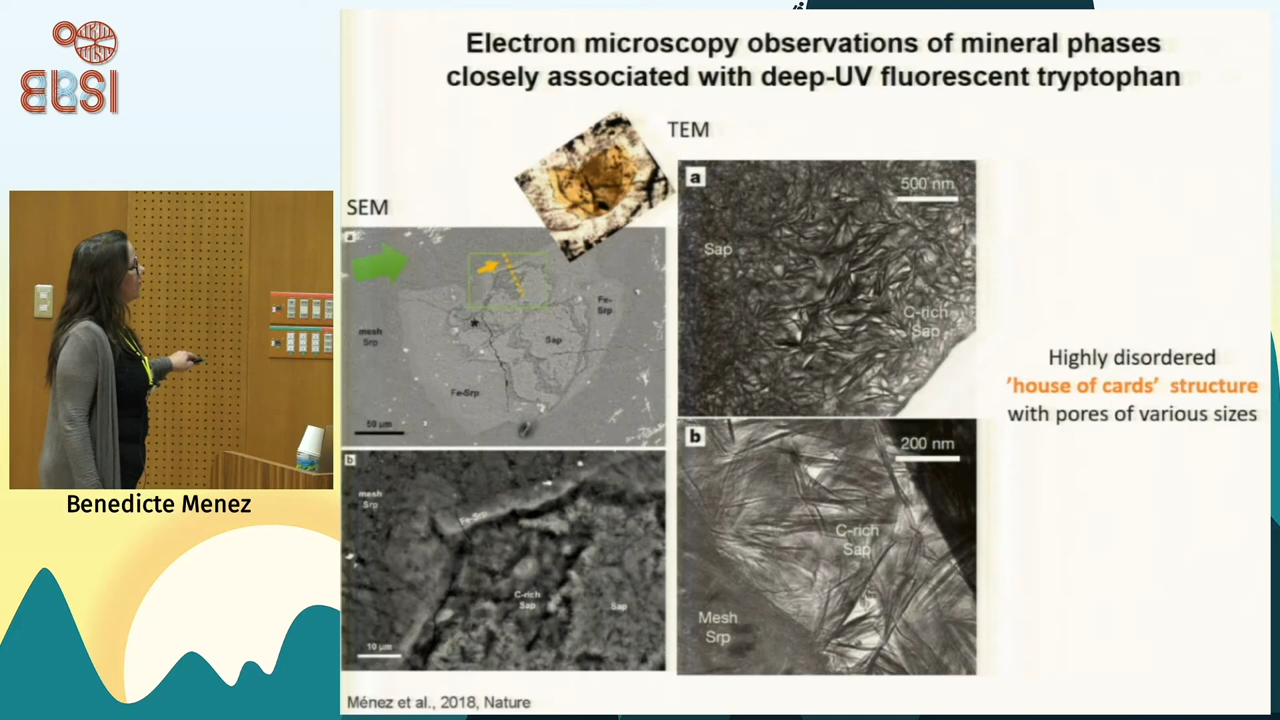 ELSI
Electron microscopy observations of mineral phases
closely associated with deep-UV fluorescent tryptophan
TEM
SEM
a
mesh
Srp
Fe-
Srp
Sap
Fe-Srp
50 µm
b
mesh
Srp
Fe-Srp
C-rich
Sap
Sap
10 µm
a
500 nm
Sap
C-rich
Sap
b
200 nm
C-rich
Sap
Mesh
Srp
Highly disordered
'house of cards' structure
with pores of various sizes
Benedicte Menez
Ménez et al., 2018, Nature